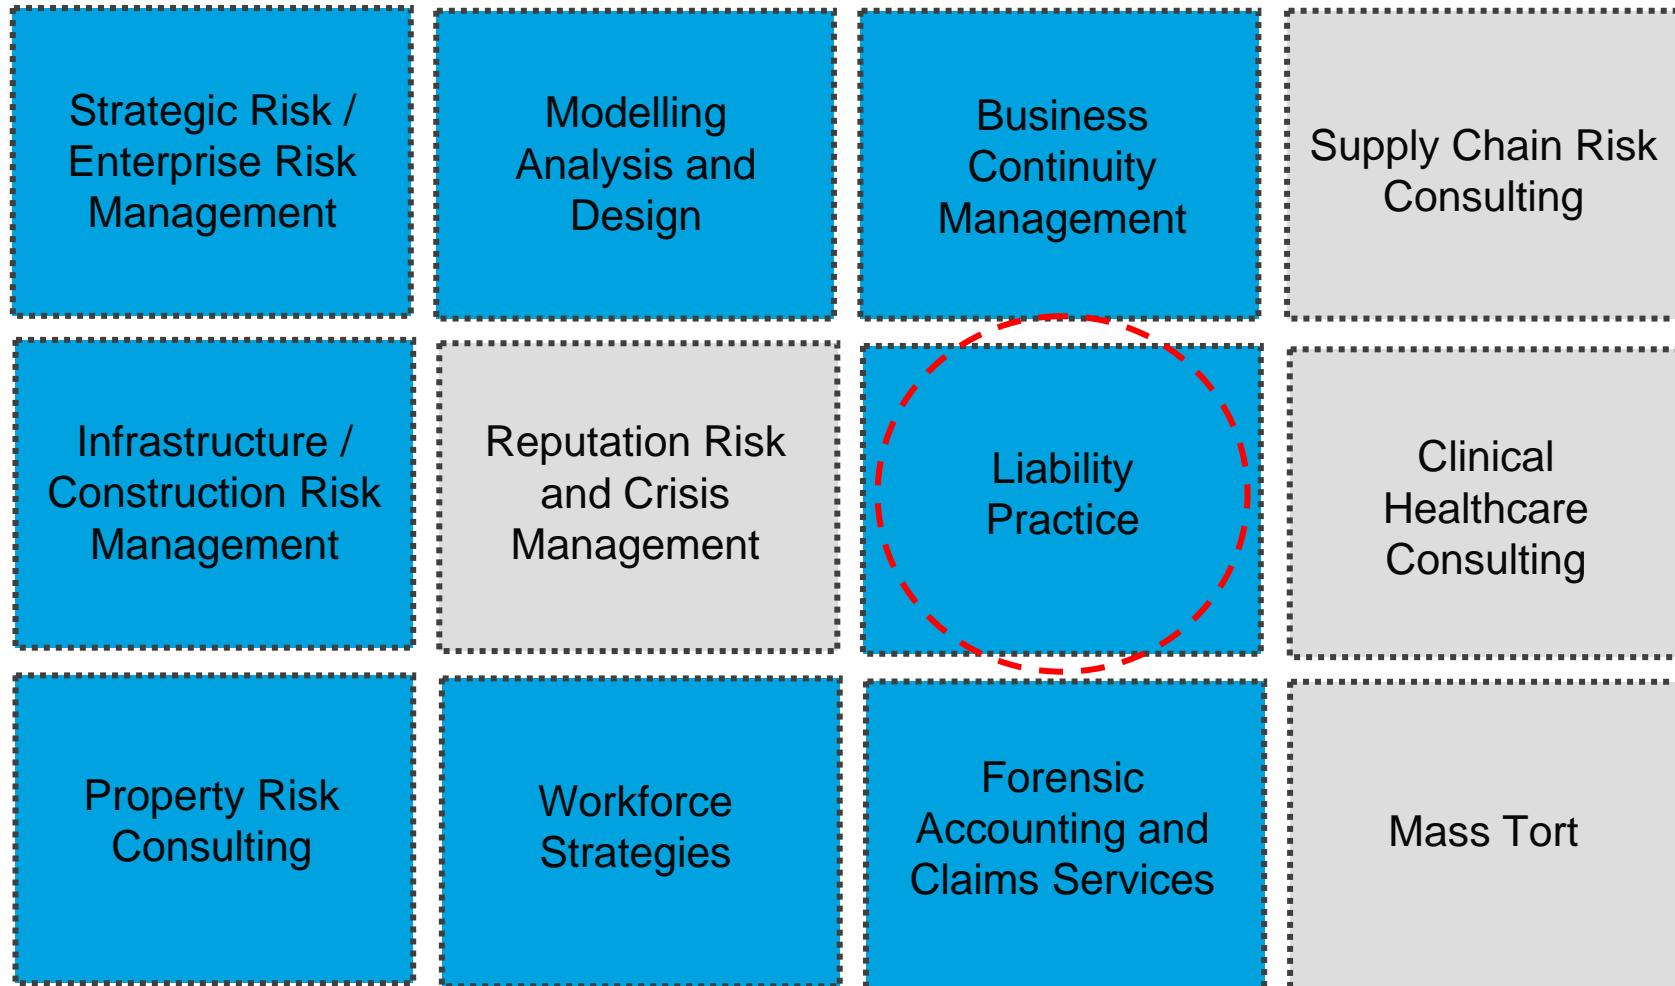 Strategic Risk /
Enterprise Risk
Management
Modelling
Analysis and
Design
Business
Continuity
Management
Supply Chain Risk
Consulting
Infrastructure /
Construction Risk
Management
Reputation Risk
and Crisis
Management
Liability
Practice
Clinical
Healthcare
Consulting
Property Risk
Consulting
Workforce
Strategies
Forensic
Accounting and
Claims Services
Mass Tort